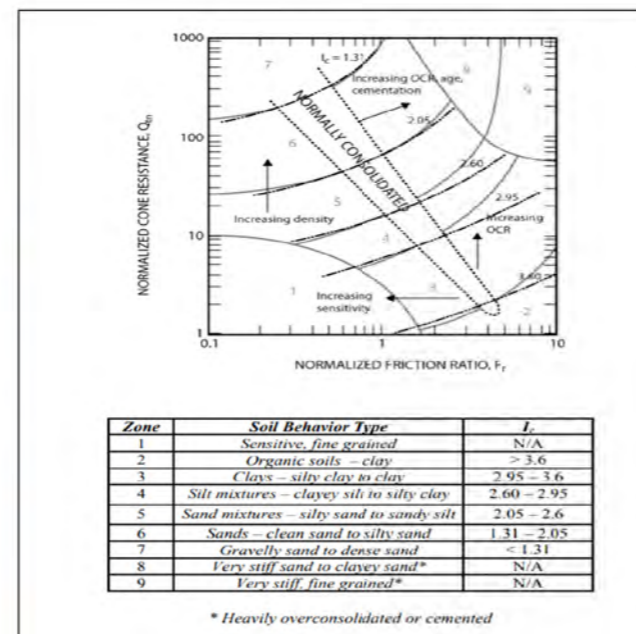 1000
7
I_c = 1.31
8
9
Increasing OCR, age,
cementation
2.05
NORMALIZED CONE RESISTANCE, Q_tn
100
NORMALLY CONSOLIDATED
6
2.60
5
2.95
Increasing density
Increasing
OCR
10
4
1
3
3.60
Increasing
sensitivity
2
1
0.1
1
10
NORMALIZED FRICTION RATIO, F_r
Zone Soil Behavior Type I_c
1 Sensitive, fine grained N/A
2 Organic soils – clay > 3.6
3 Clays – silty clay to clay 2.95 – 3.6
4 Silt mixtures – clayey silt to silty clay 2.60 – 2.95
5 Sand mixtures – silty sand to sandy silt 2.05 – 2.6
6 Sands – clean sand to silty sand 1.31 – 2.05
7 Gravelly sand to dense sand < 1.31
8 Very stiff sand to clayey sand* N/A
9 Very stiff, fine grained* N/A
* Heavily overconsolidated or cemented